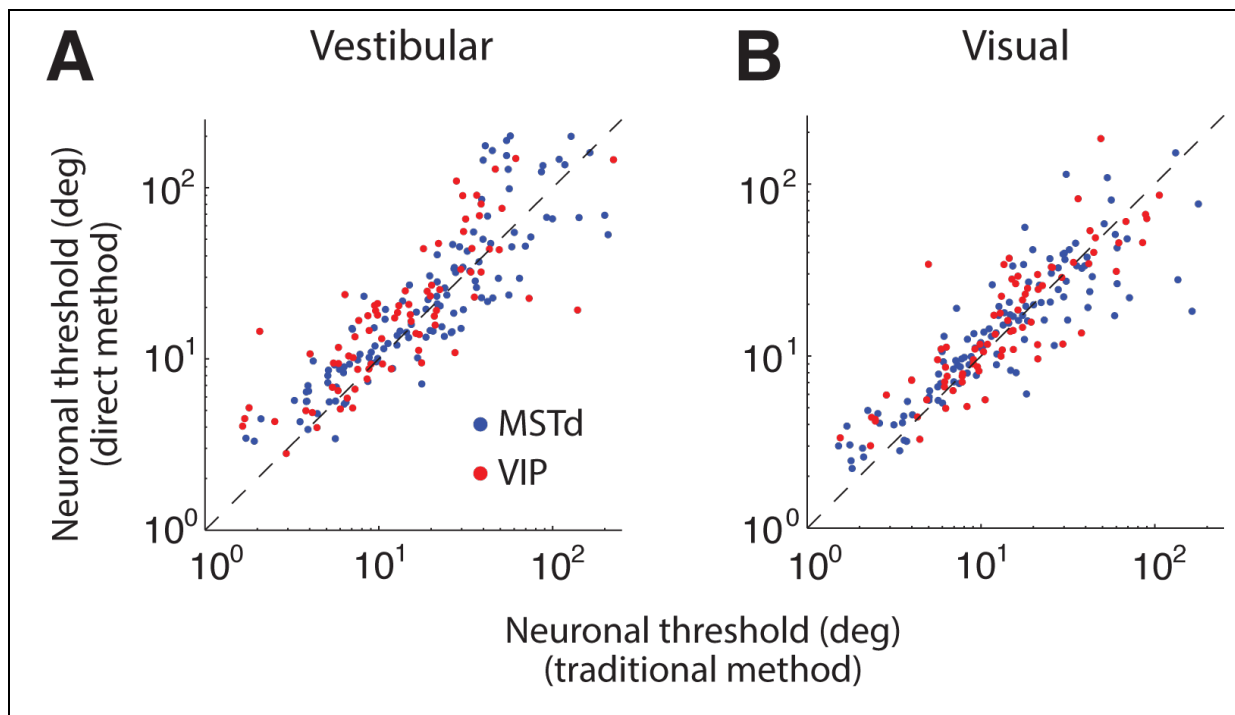 A
Vestibular
B
Visual
Neuronal threshold (deg)
(direct method)
10²
10¹
10⁰
10⁰
10¹
10²
MSTd
VIP
10²
10¹
10⁰
10⁰
10¹
10²
Neuronal threshold (deg)
(traditional method)